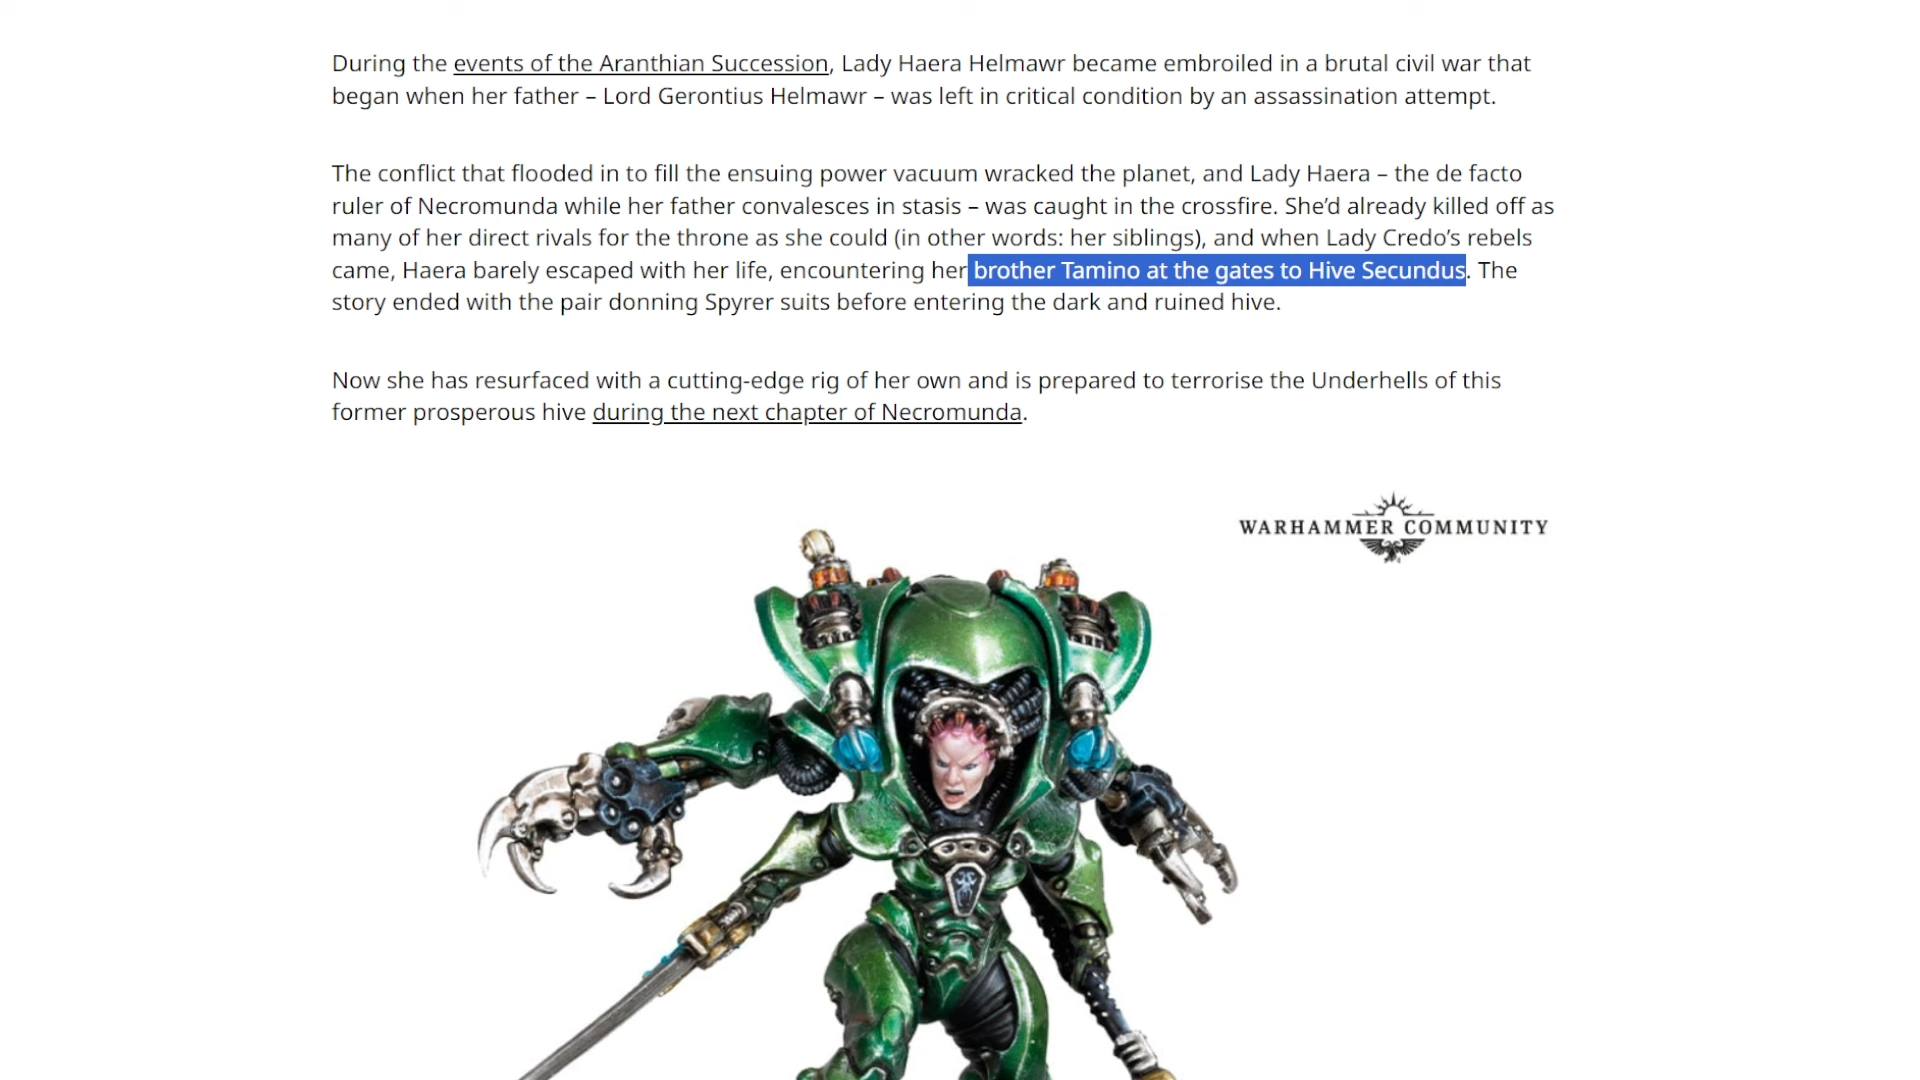 During the events of the Aranthian Succession, Lady Haera Helmawr became embroiled in a brutal civil war that
began when her father – Lord Gerontius Helmawr – was left in critical condition by an assassination attempt.
The conflict that flooded in to fill the ensuing power vacuum wracked the planet, and Lady Haera – the de facto
ruler of Necromunda while her father convalesces in stasis – was caught in the crossfire. She’d already killed off as
many of her direct rivals for the throne as she could (in other words: her siblings), and when Lady Credo’s rebels
came, Haera barely escaped with her life, encountering her brother Tamino at the gates to Hive Secundus. The
story ended with the pair donning Spyrer suits before entering the dark and ruined hive.
Now she has resurfaced with a cutting-edge rig of her own and is prepared to terrorise the Underhells of this
former prosperous hive during the next chapter of Necromunda.
WARHAMMER COMMUNITY